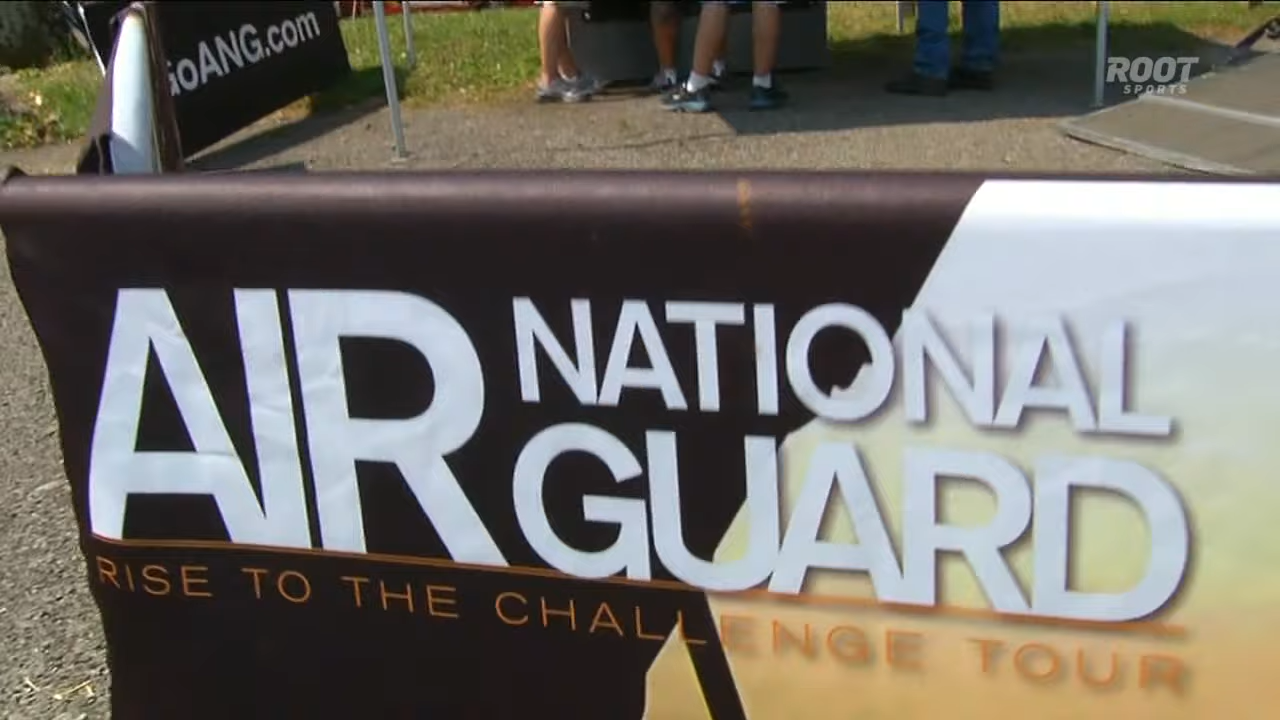 GoANG.com
ROOT
SPORTS
AIR NATIONAL
GUARD
RISE TO THE CHALLENGE TOUR